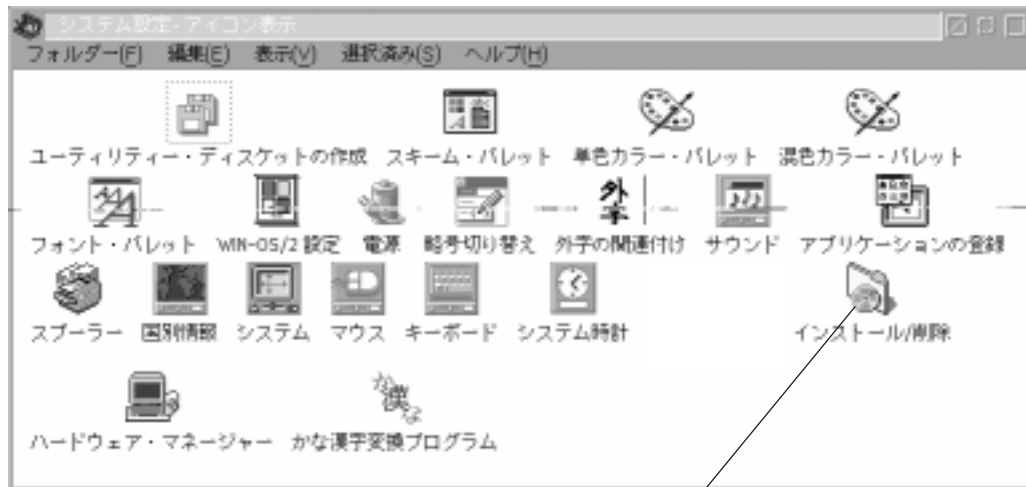 システム設定-アイコン表示
フォルダー(F) 編集(E) 表示(V) 選択済み(S) ヘルプ(H)
ユーティリティー・ディスケットの作成 スキーム・パレット 単色カラー・パレット 混色カラー・パレット
フォント・パレット WIN-OS/2 設定 電源 略号切り替え 外字の関連付け サウンド アプリケーションの登録
スプーラー 国別情報 システム マウス キーボード システム時計 インストール/削除
ハードウェア・マネージャー かな漢字変換プログラム